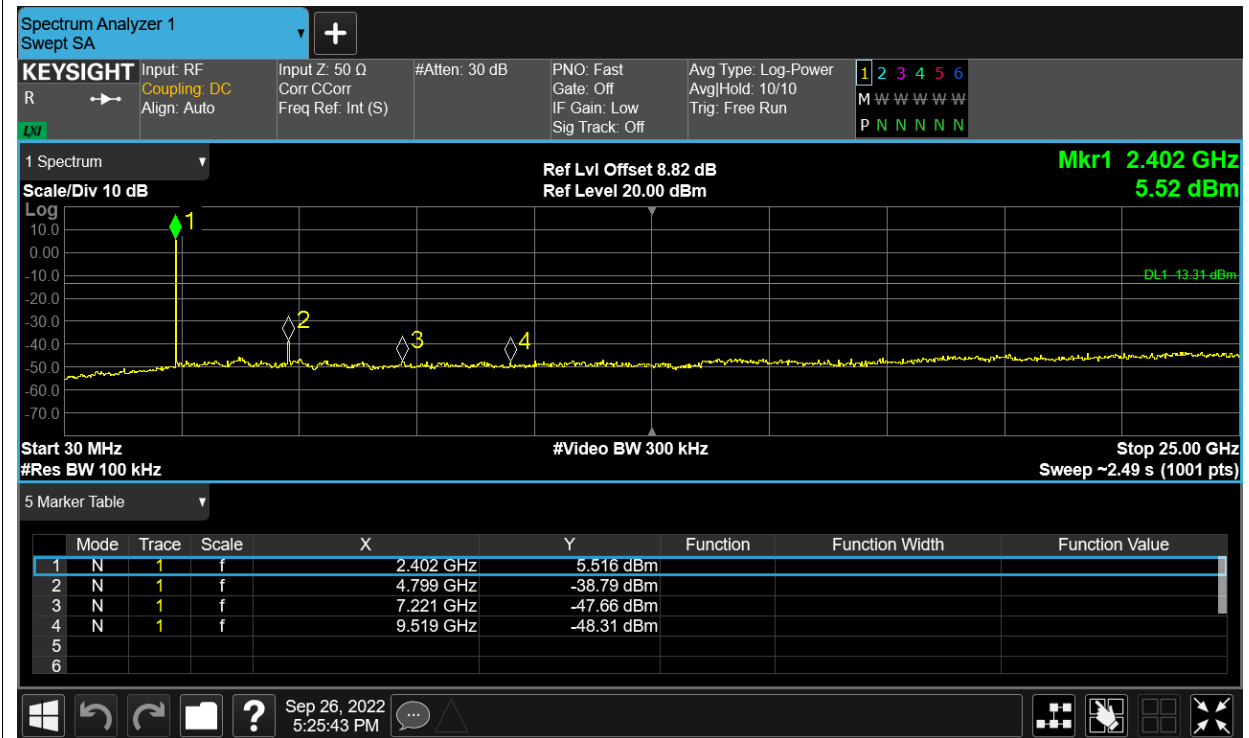 Spectrum Analyzer 1
Swept SA
KEYSIGHT
R
LXI
Input: RF
Coupling: DC
Align: Auto
Input Z: 50 Ω
Corr CCorr
Freq Ref: Int (S)
#Atten: 30 dB
PNO: Fast
Gate: Off
IF Gain: Low
Sig Track: Off
Avg Type: Log-Power
Avg|Hold: 10/10
Trig: Free Run
1 2 3 4 5 6
M W W W W W
P N N N N N
1 Spectrum
Scale/Div 10 dB
Ref Lvl Offset 8.82 dB
Ref Level 20.00 dBm
Mkr1 2.402 GHz
5.52 dBm
Log
10.0
0.00
-10.0
-20.0
-30.0
-40.0
-50.0
-60.0
-70.0
1
2
3
4
DL1 -13.31 dBm
Start 30 MHz
#Res BW 100 kHz
#Video BW 300 kHz
Stop 25.00 GHz
Sweep ~2.49 s (1001 pts)
5 Marker Table
Mode Trace Scale X Y Function Function Width Function Value
1 N 1 f 2.402 GHz 5.516 dBm
2 N 1 f 4.799 GHz -38.79 dBm
3 N 1 f 7.221 GHz -47.66 dBm
4 N 1 f 9.519 GHz -48.31 dBm
5
6
?
Sep 26, 2022
5:25:43 PM